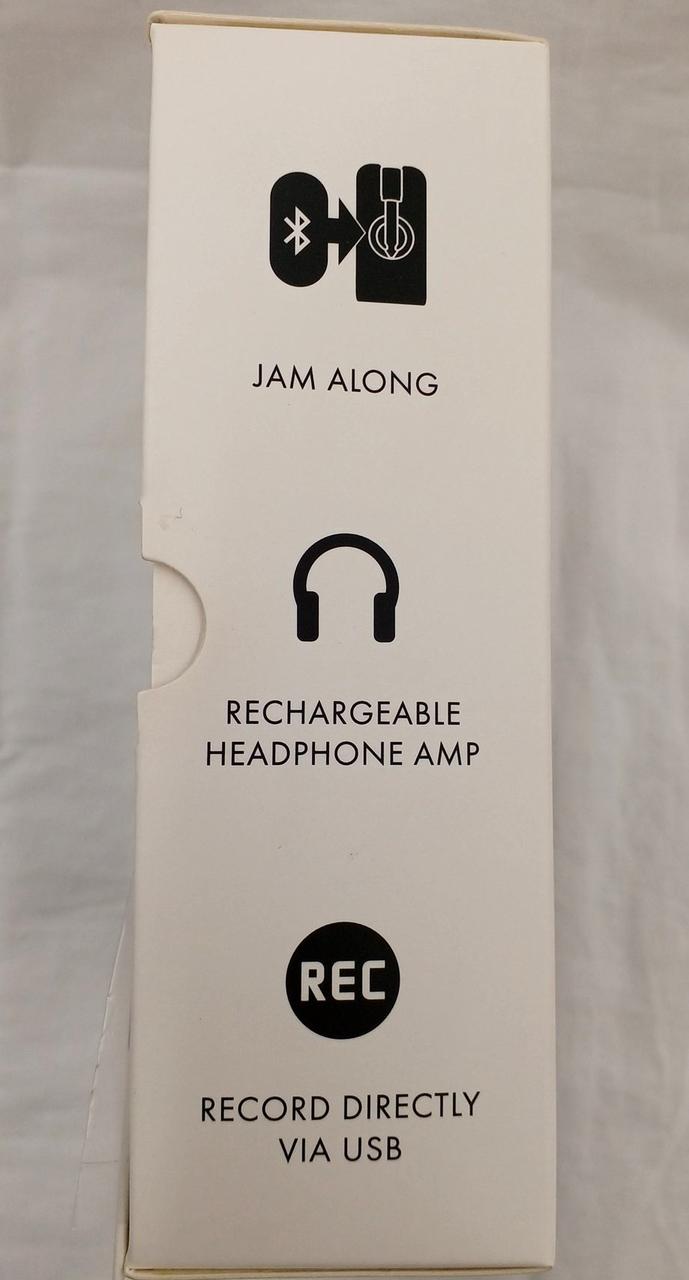 JAM ALONG
RECHARGEABLE
HEADPHONE AMP
REC
RECORD DIRECTLY
VIA USB